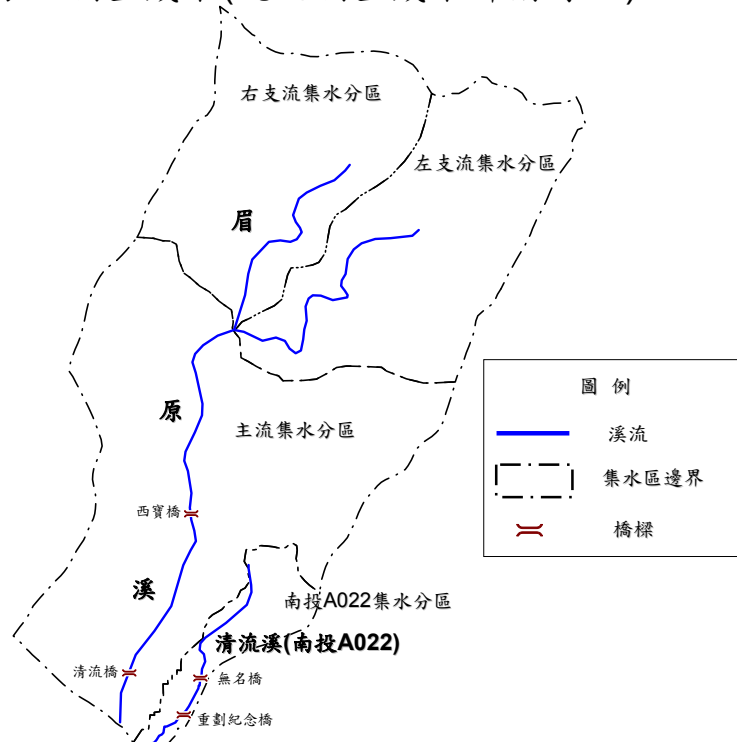 右支流集水分區
左支流集水分區
眉
原
溪
主流集水分區
西寶橋
南投A022集水分區
清流溪(南投A022)
清流橋
無名橋
重劃紀念橋
圖 例
溪流
集水區邊界
橋樑